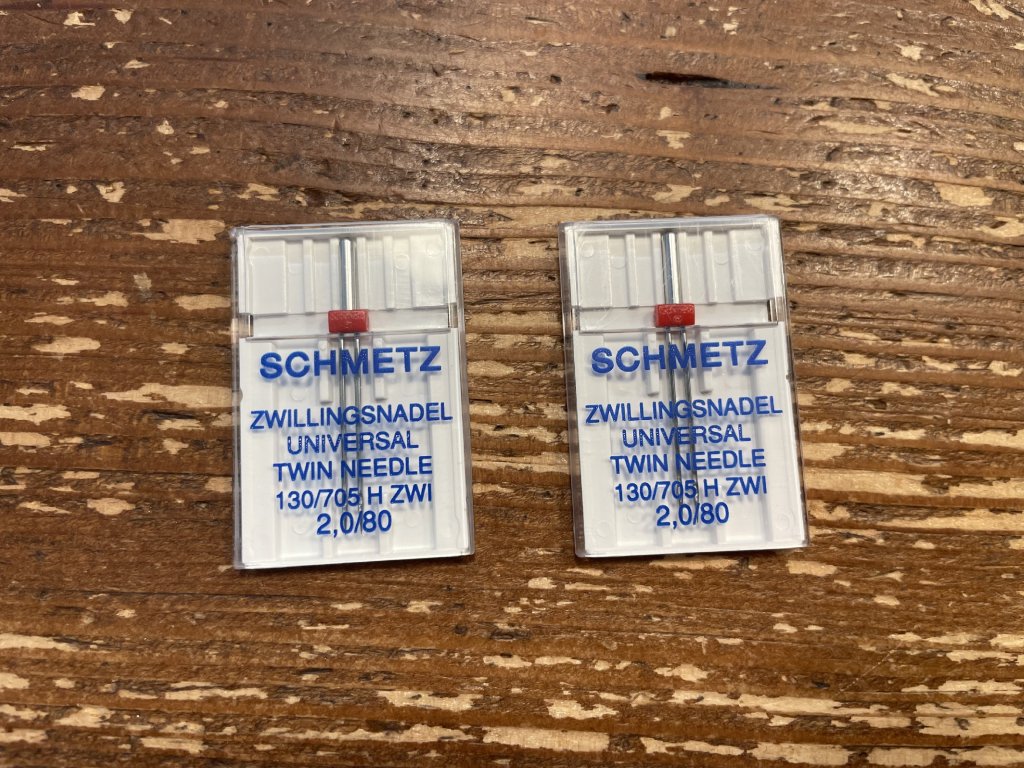 SCHMETZ
ZWILLINGSNADEL
UNIVERSAL
TWIN NEEDLE
130/705 H ZWI
2,0/80
SCHMETZ
ZWILLINGSNADEL
UNIVERSAL
TWIN NEEDLE
130/705 H ZWI
2,0/80